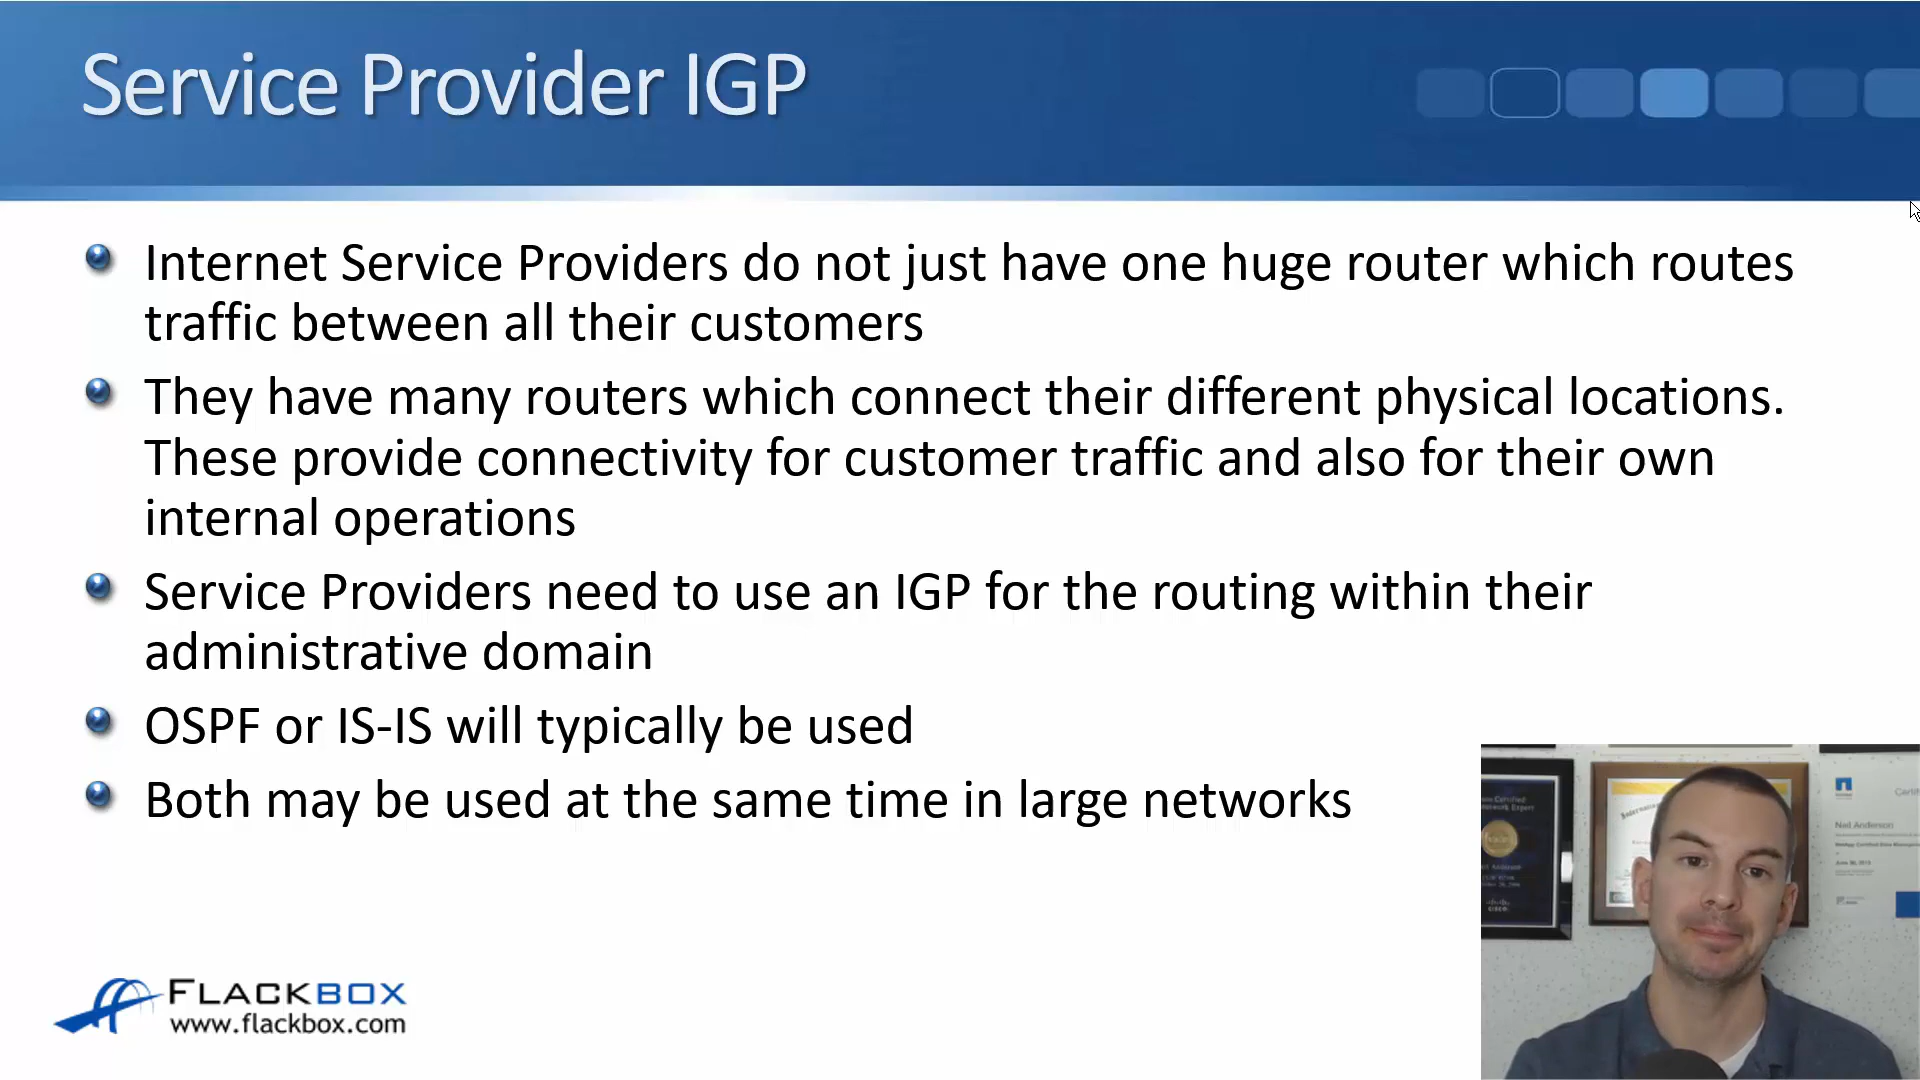 Service Provider IGP
Internet Service Providers do not just have one huge router which routes
traffic between all their customers
They have many routers which connect their different physical locations.
These provide connectivity for customer traffic and also for their own
internal operations
Service Providers need to use an IGP for the routing within their
administrative domain
OSPF or IS-IS will typically be used
Both may be used at the same time in large networks
FLACKBOX
www.flackbox.com
Neil Anderson
CISCO